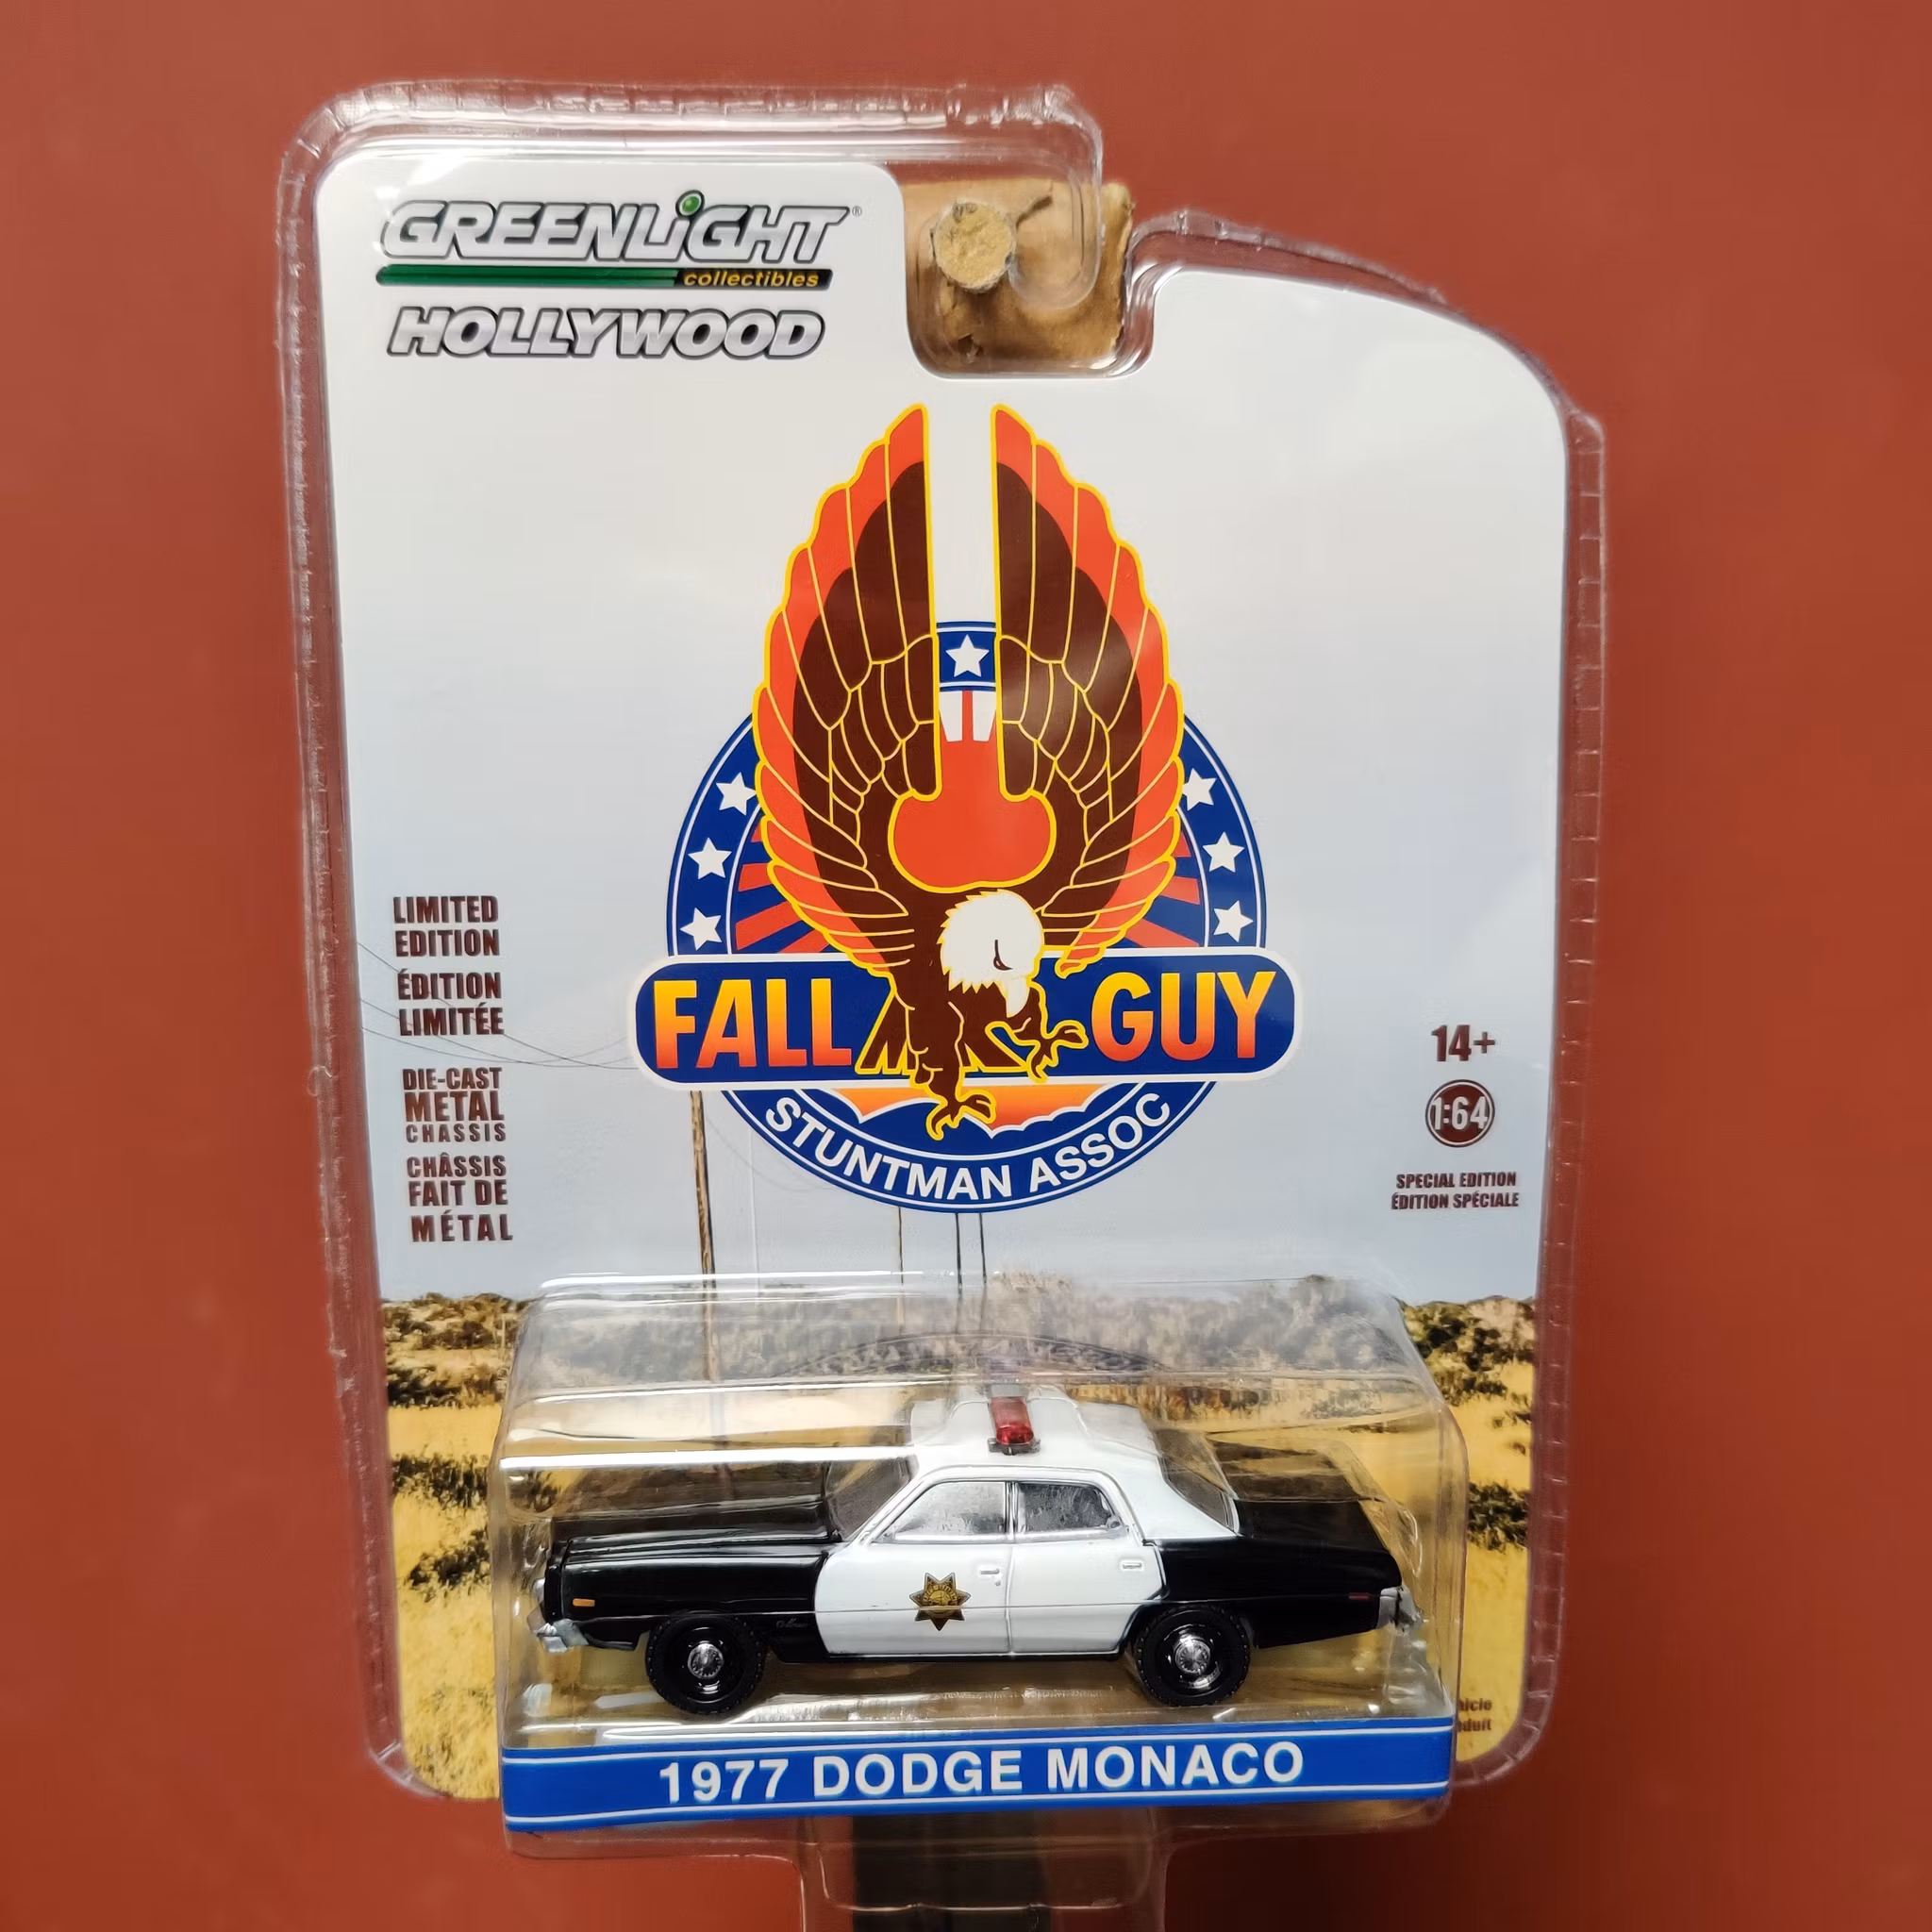 GREENLiGHT®
collectibles
HOLLYWOOD
FALL GUY
STUNTMAN ASSOC
LIMITED
EDITION
ÉDITION
LIMITÉE
DIE-CAST
METAL
CHASSIS
CHÂSSIS
FAIT DE
MÉTAL
14+
1:64
SPECIAL EDITION
ÉDITION SPÉCIALE
1977 DODGE MONACO